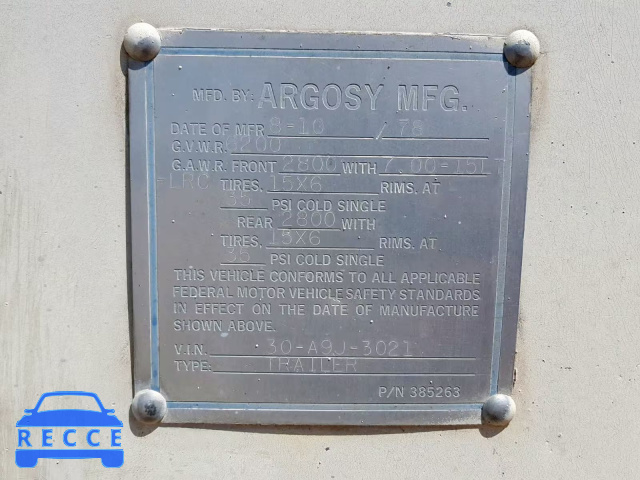 MFD. BY: ARGOSY MFG.
DATE OF MFR 8-10 / 78
G.V.W.R. 6200
G.A.W.R. FRONT 2800 WITH 7.00-15LT
LRC TIRES, 15X6 RIMS. AT
35 PSI COLD SINGLE
REAR 2800 WITH
TIRES, 15X6 RIMS. AT
35 PSI COLD SINGLE
THIS VEHICLE CONFORMS TO ALL APPLICABLE
FEDERAL MOTOR VEHICLE SAFETY STANDARDS
IN EFFECT ON THE DATE OF MANUFACTURE
SHOWN ABOVE.
V.I.N. 30-A9J-3021
TYPE: TRAILER
P/N 385263
RECCE